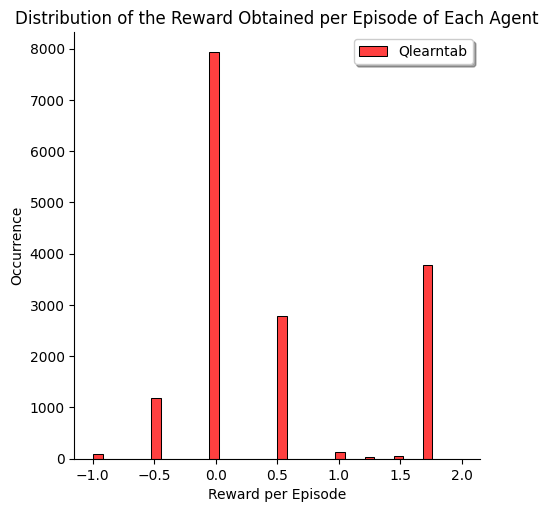 Distribution of the Reward Obtained per Episode of Each Agent
Qlearntab
8000
7000
6000
5000
4000
3000
2000
1000
0
Occurrence
−1.0 −0.5 0.0 0.5 1.0 1.5 2.0
Reward per Episode